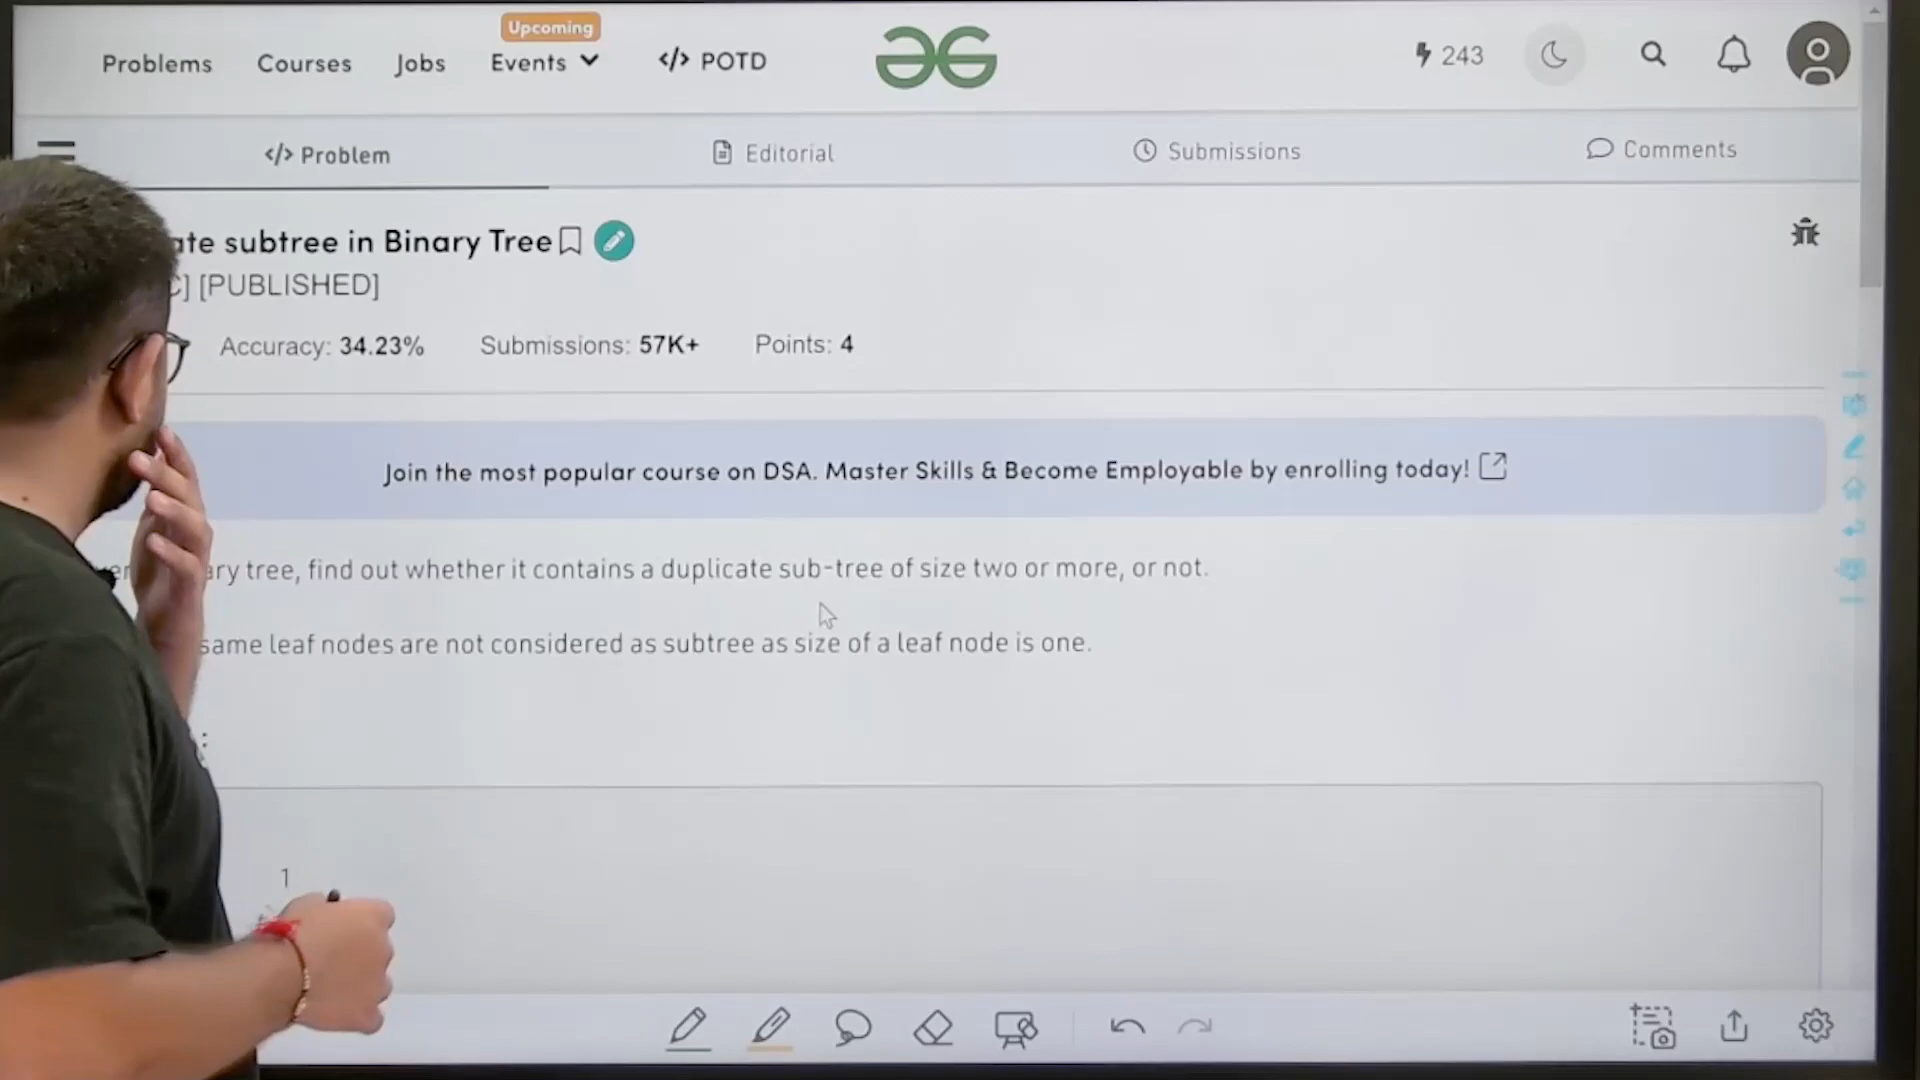 Upcoming
Problems Courses Jobs Events </> POTD 243
</> Problem Editorial Submissions Comments
ate subtree in Binary Tree
C] [PUBLISHED]
Accuracy: 34.23% Submissions: 57K+ Points: 4
Join the most popular course on DSA. Master Skills & Become Employable by enrolling today!
ary tree, find out whether it contains a duplicate sub-tree of size two or more, or not.
same leaf nodes are not considered as subtree as size of a leaf node is one.
:
1